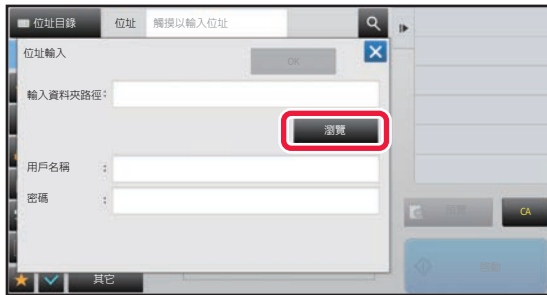 位址目錄 位址 觸摸以輸入位址
位址輸入 OK
輸入資料夾路徑:
瀏覽
用戶名稱 :
密碼 :
CA
其它